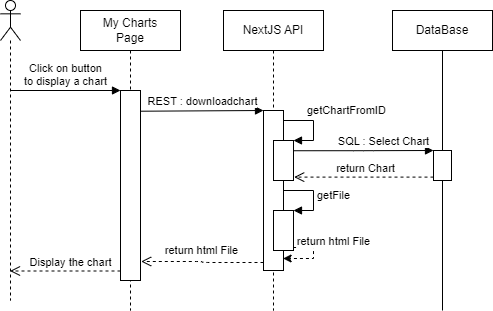 My Charts
Page
NextJS API
DataBase
Click on button
to display a chart
REST : downloadchart
getChartFromID
SQL : Select Chart
return Chart
getFile
return html File
return html File
Display the chart